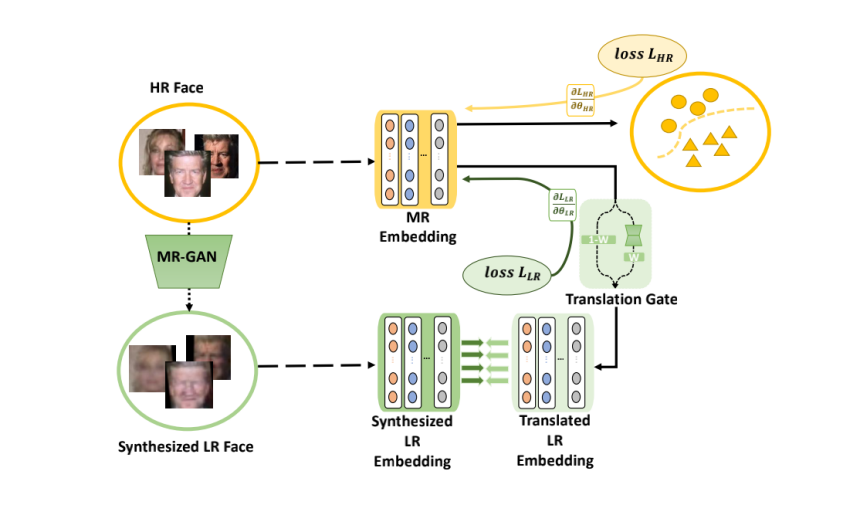 loss L_HR
HR Face
∂L_HR
∂θ_HR
MR
Embedding
∂L_LR
∂θ_LR
1-W
W
MR-GAN
loss L_LR
Translation Gate
Synthesized LR Face
Synthesized
LR
Embedding
Translated
LR
Embedding